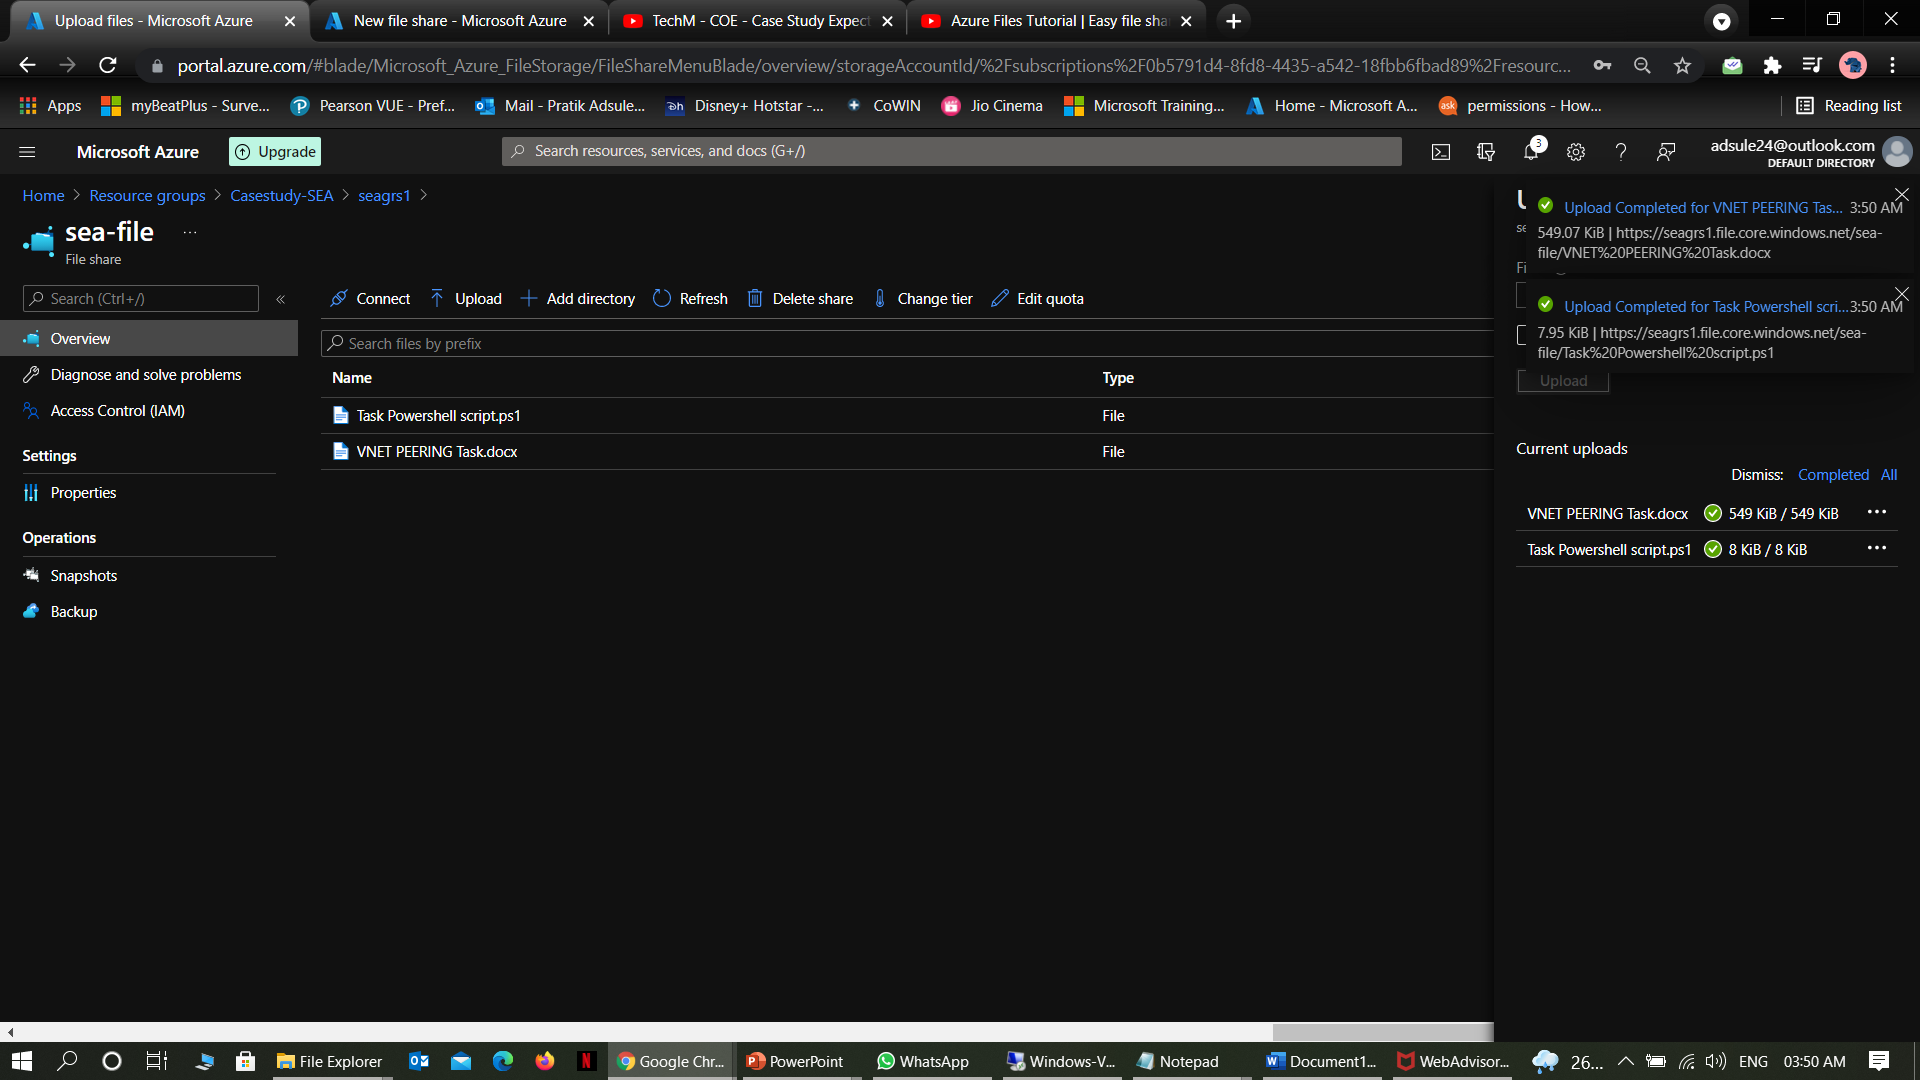 Upload files - Microsoft Azure
New file share - Microsoft Azure
TechM - COE - Case Study Expect
Azure Files Tutorial | Easy file sha
portal.azure.com/#blade/Microsoft_Azure_FileStorage/FileShareMenuBlade/overview/storageAccountId/%2Fsubscriptions%2F0b5791d4-8fd8-4435-a542-18fbb6fbad89%2Fresourc...
Apps
myBeatPlus - Surve...
Pearson VUE - Pref...
Mail - Pratik Adsule...
Disney+ Hotstar -...
CoWIN
Jio Cinema
Microsoft Training...
Home - Microsoft A...
ask
permissions - How...
Reading list
Microsoft Azure
Upgrade
Search resources, services, and docs (G+/)
3
adsule24@outlook.com
DEFAULT DIRECTORY
Home > Resource groups > Casestudy-SEA > seagrs1 >
sea-file ...
File share
Search (Ctrl+/)
«
Overview
Diagnose and solve problems
Access Control (IAM)
Settings
Properties
Operations
Snapshots
Backup
Connect
Upload
Add directory
Refresh
Delete share
Change tier
Edit quota
Search files by prefix
Name Type
Task Powershell script.ps1 File
VNET PEERING Task.docx File
Upload Completed for VNET PEERING Tas... 3:50 AM
549.07 KiB | https://seagrs1.file.core.windows.net/sea-
file/VNET%20PEERING%20Task.docx
Upload Completed for Task Powershell scri... 3:50 AM
7.95 KiB | https://seagrs1.file.core.windows.net/sea-
file/Task%20Powershell%20script.ps1
Upload
Current uploads
Dismiss: Completed All
VNET PEERING Task.docx 549 KiB / 549 KiB ...
Task Powershell script.ps1 8 KiB / 8 KiB ...
File Explorer
Google Chr...
PowerPoint
WhatsApp
Windows-V...
Notepad
Document1...
WebAdvisor...
26...
ENG
03:50 AM